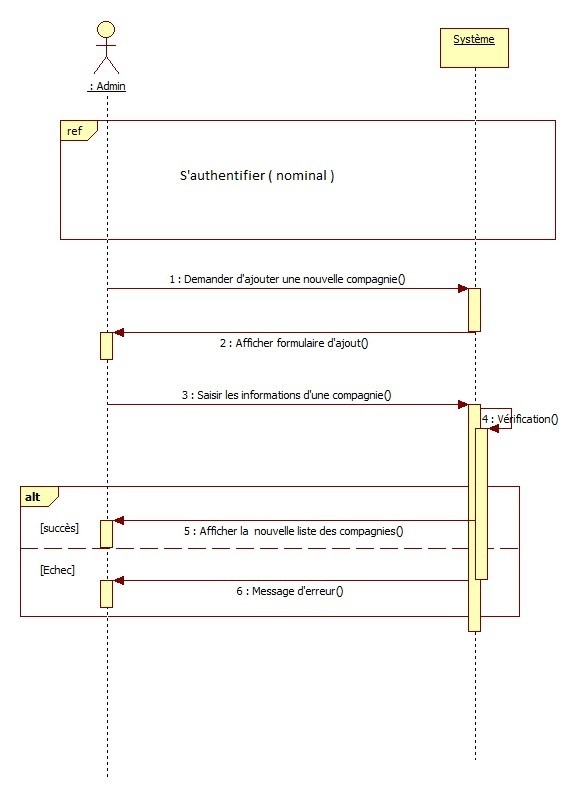 Système
: Admin
ref
S'authentifier ( nominal )
1 : Demander d'ajouter une nouvelle compagnie()
2 : Afficher formulaire d'ajout()
3 : Saisir les informations d'une compagnie()
4 : Vérification()
alt
[succès]
5 : Afficher la nouvelle liste des compagnies()
[Echec]
6 : Message d'erreur()